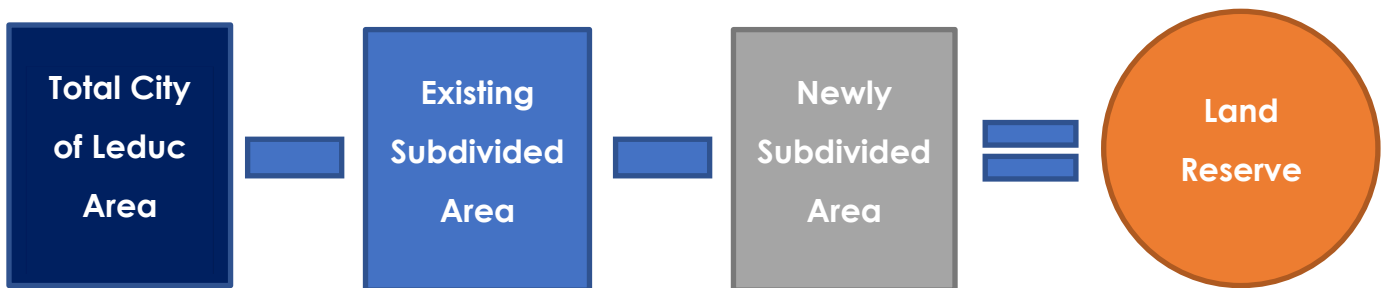 Total City
of Leduc
Area
Existing
Subdivided
Area
Newly
Subdivided
Area
Land
Reserve